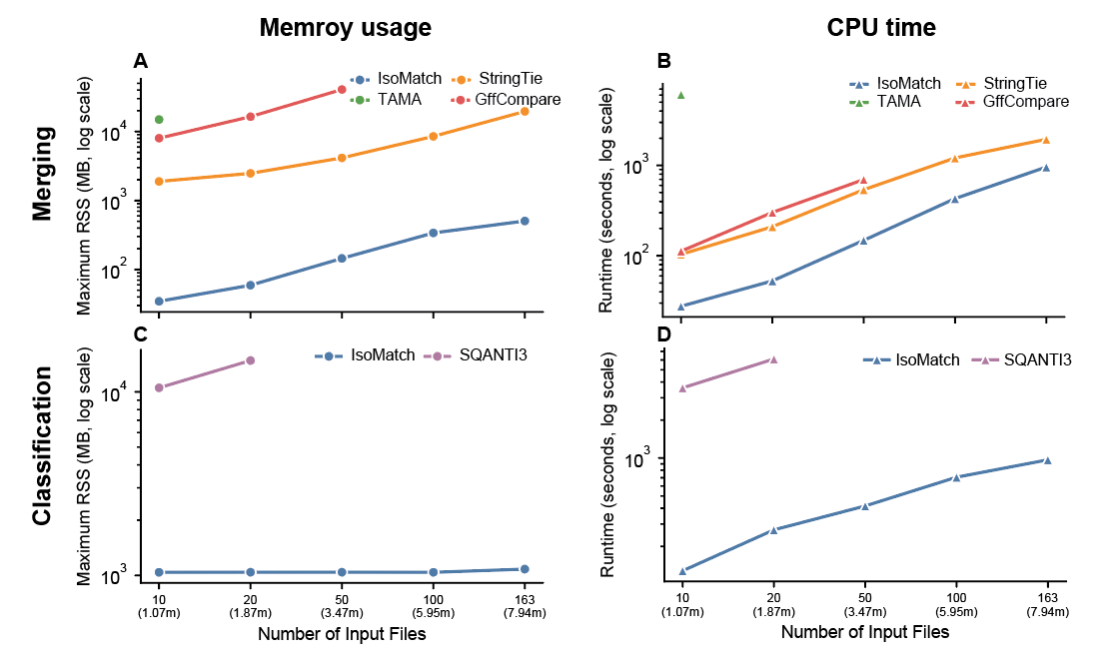 Memroy usage
CPU time
Merging
Classification
A
IsoMatch StringTie
TAMA GffCompare
Maximum RSS (MB, log scale)
10^4
10^3
10^2
B
IsoMatch StringTie
TAMA GffCompare
Runtime (seconds, log scale)
10^3
10^2
C
IsoMatch SQANTI3
Maximum RSS (MB, log scale)
10^4
10^3
10 20 50 100 163
(1.07m) (1.87m) (3.47m) (5.95m) (7.94m)
Number of Input Files
D
IsoMatch SQANTI3
Runtime (seconds, log scale)
10^3
10 20 50 100 163
(1.07m) (1.87m) (3.47m) (5.95m) (7.94m)
Number of Input Files